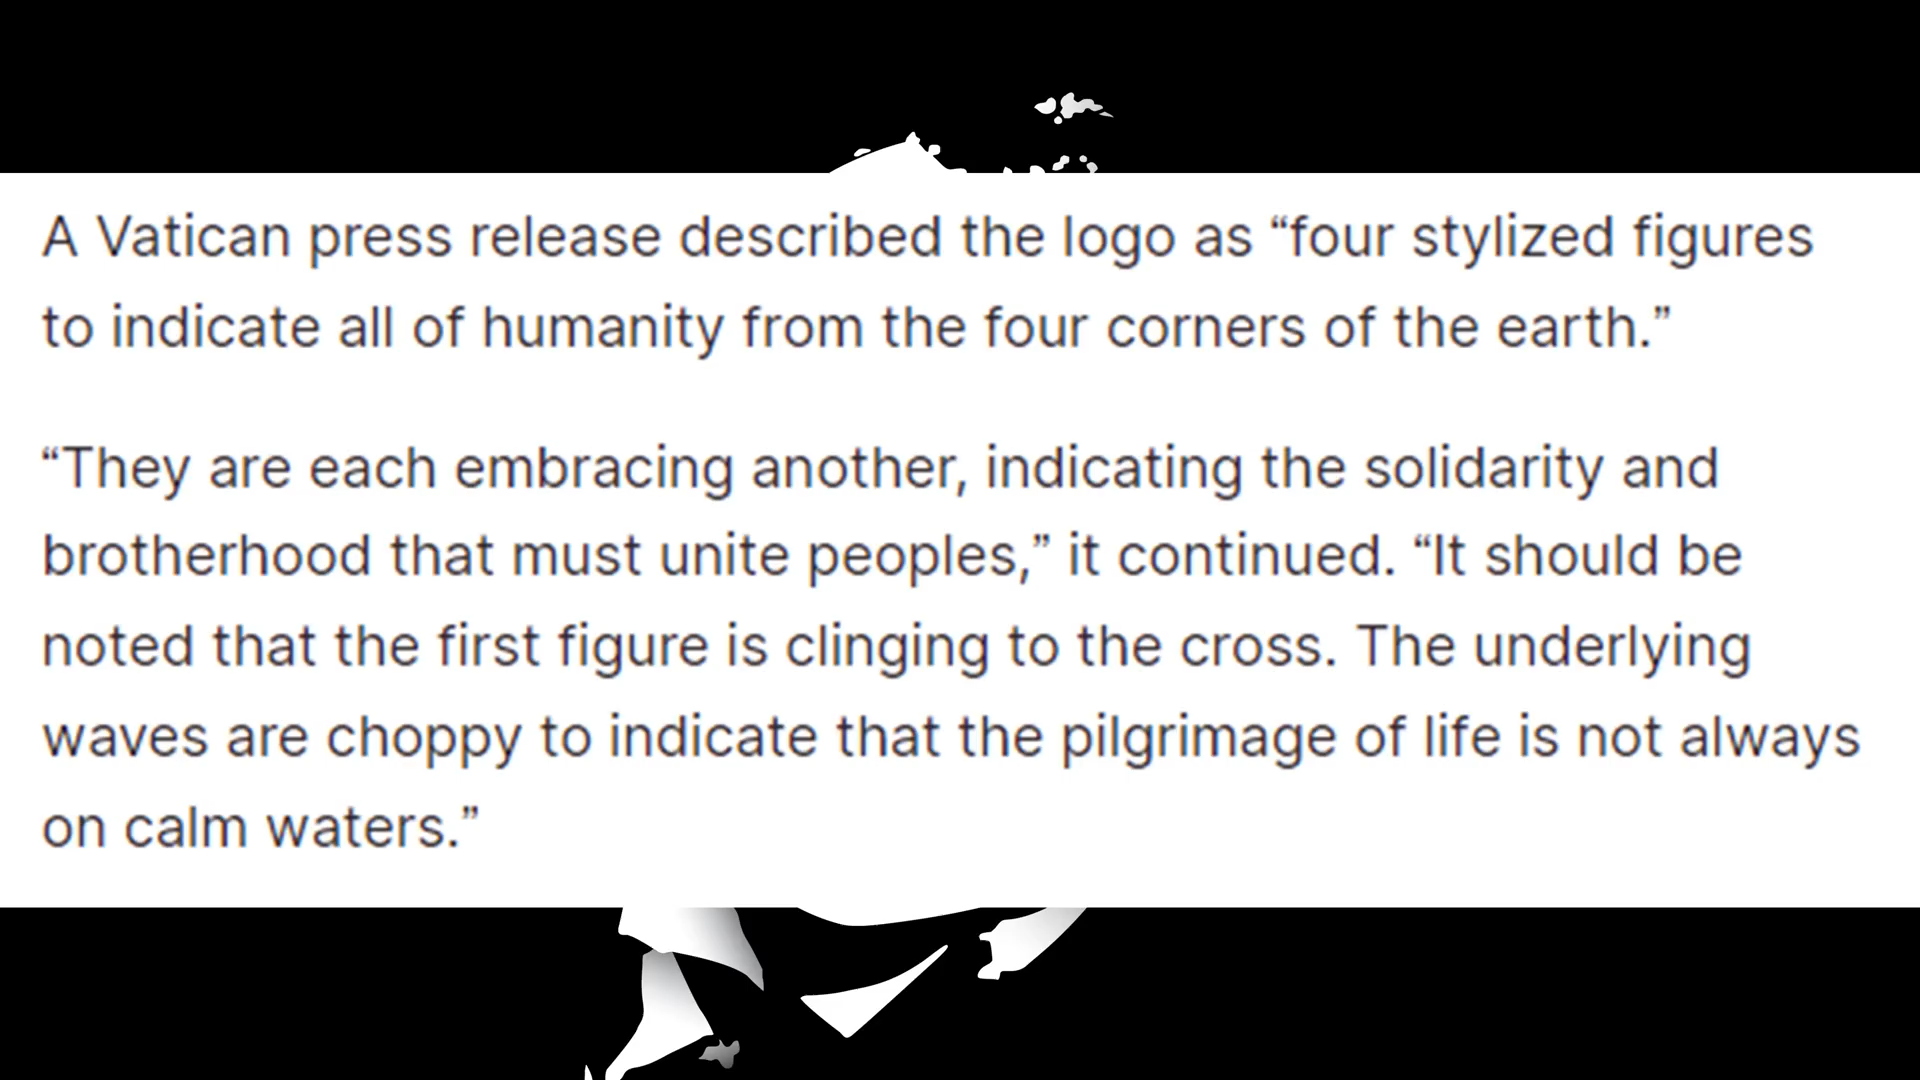 A Vatican press release described the logo as “four stylized figures
to indicate all of humanity from the four corners of the earth.”
“They are each embracing another, indicating the solidarity and
brotherhood that must unite peoples,” it continued. “It should be
noted that the first figure is clinging to the cross. The underlying
waves are choppy to indicate that the pilgrimage of life is not always
on calm waters.”